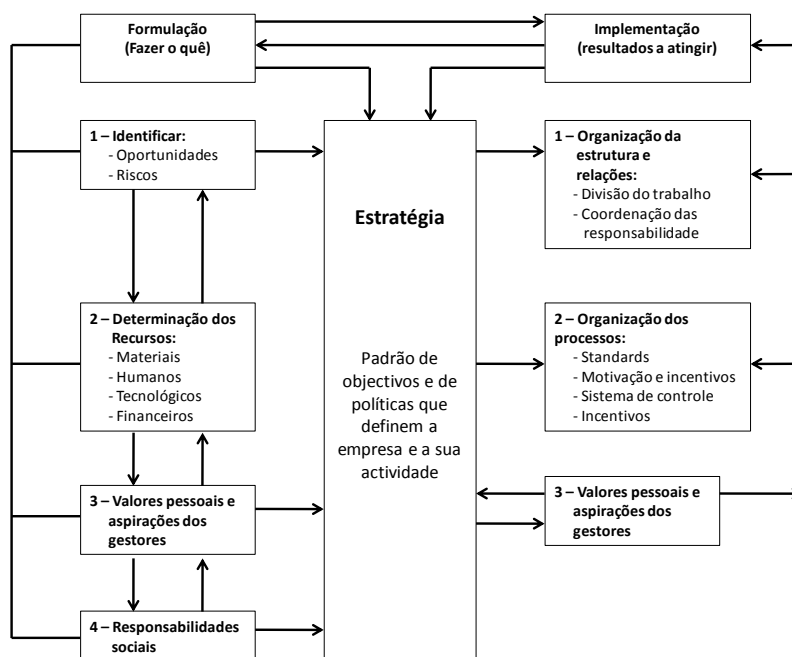 Formulação
(Fazer o quê)
Implementação
(resultados a atingir)
1 – Identificar:
- Oportunidades
- Riscos
2 – Determinação dos
Recursos:
- Materiais
- Humanos
- Tecnológicos
- Financeiros
3 – Valores pessoais e
aspirações dos
gestores
4 – Responsabilidades
sociais
Estratégia
Padrão de
objectivos e de
políticas que
definem a
empresa e a sua
actividade
1 – Organização da
estrutura e
relações:
- Divisão do trabalho
- Coordenação das
responsabilidade
2 – Organização dos
processos:
- Standards
- Motivação e incentivos
- Sistema de controle
- Incentivos
3 – Valores pessoais e
aspirações dos
gestores